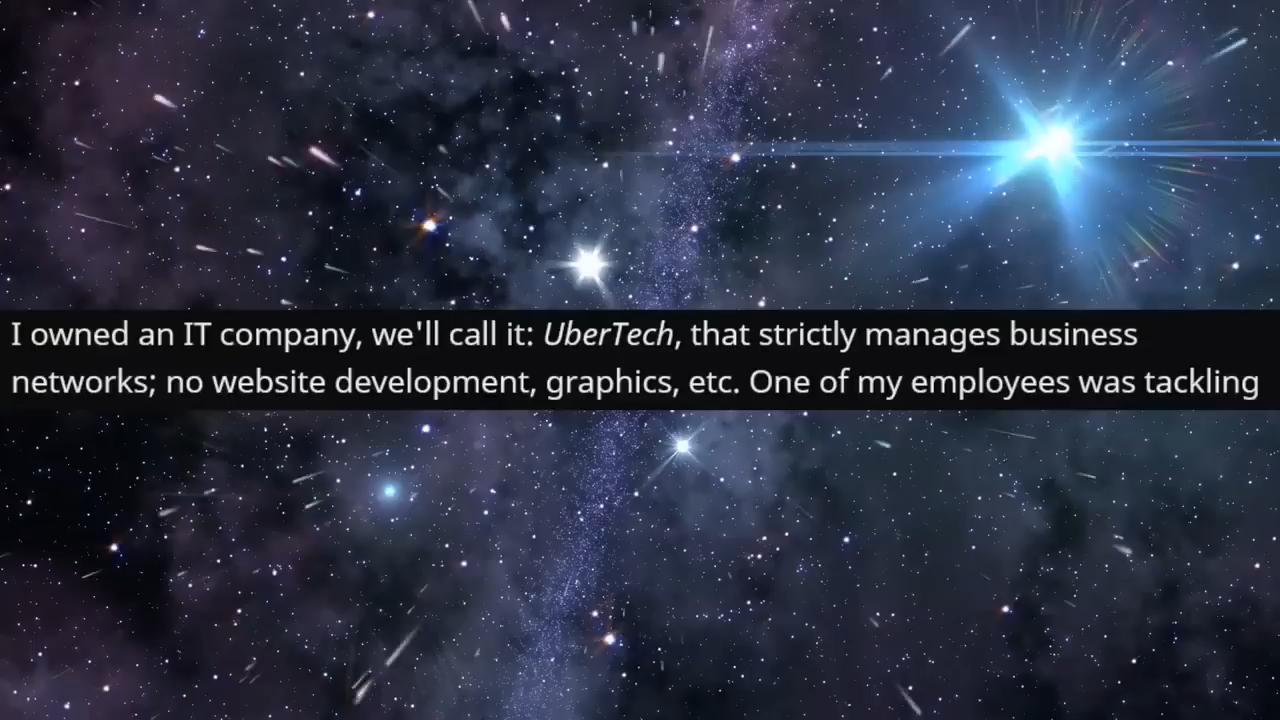 I owned an IT company, we'll call it: UberTech, that strictly manages business
networks; no website development, graphics, etc. One of my employees was tackling